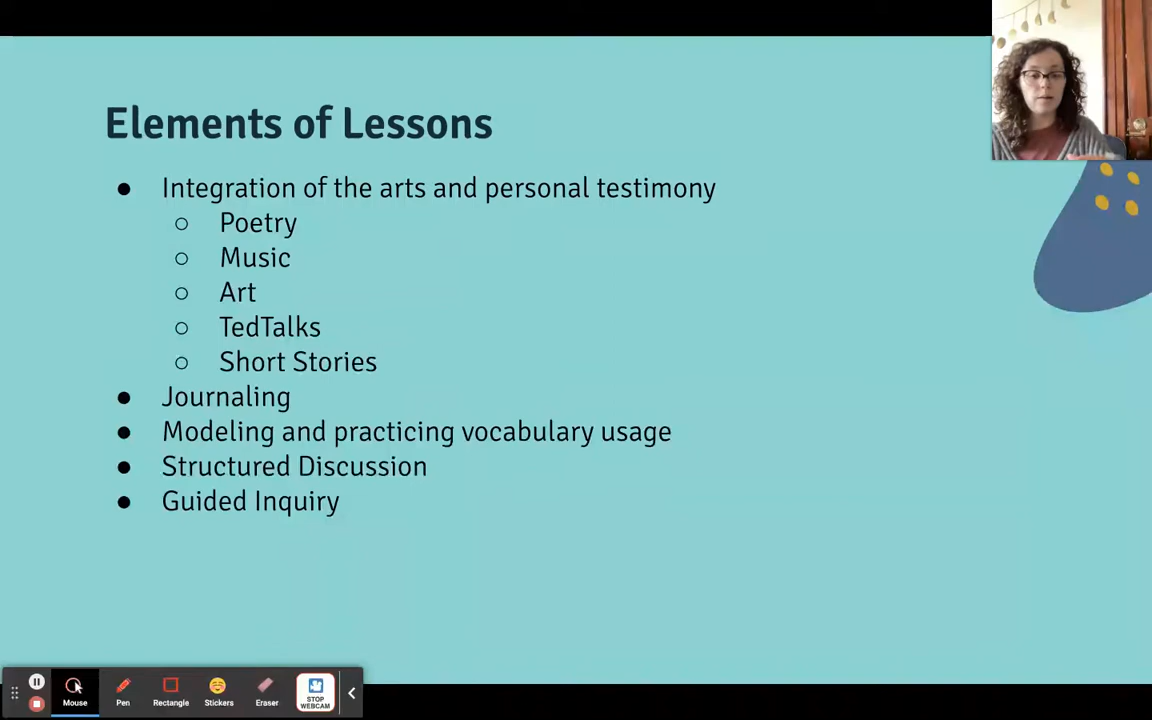 Elements of Lessons
● Integration of the arts and personal testimony
○ Poetry
○ Music
○ Art
○ TedTalks
○ Short Stories
● Journaling
● Modeling and practicing vocabulary usage
● Structured Discussion
● Guided Inquiry
Mouse
Pen
Rectangle
Stickers
Eraser
STOP
WEBCAM